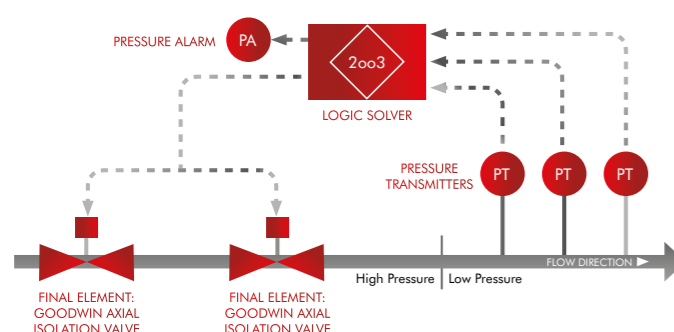 PRESSURE ALARM
PA
2oo3
LOGIC SOLVER
PRESSURE
TRANSMITTERS
PT
PT
PT
FLOW DIRECTION
High Pressure
Low Pressure
FINAL ELEMENT:
GOODWIN AXIAL
ISOLATION VALVE
FINAL ELEMENT:
GOODWIN AXIAL
ISOLATION VALVE